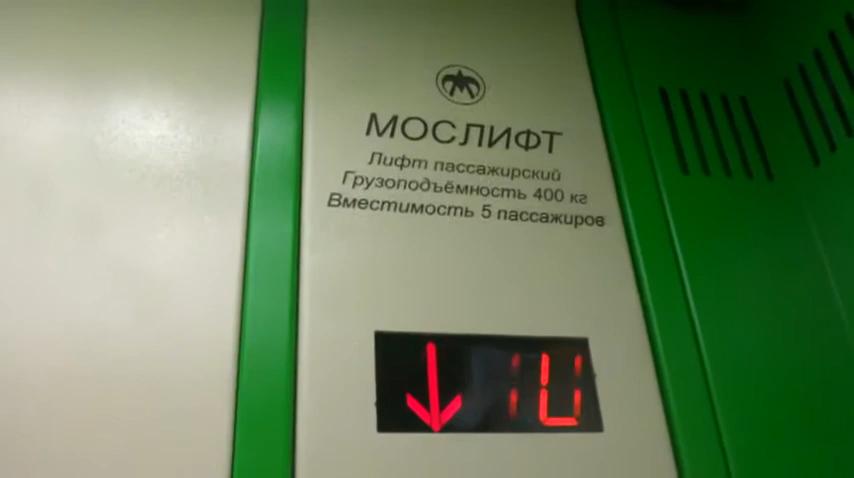 МОСЛИФТ
Лифт пассажирский
Грузоподъёмность 400 кг
Вместимость 5 пассажиров